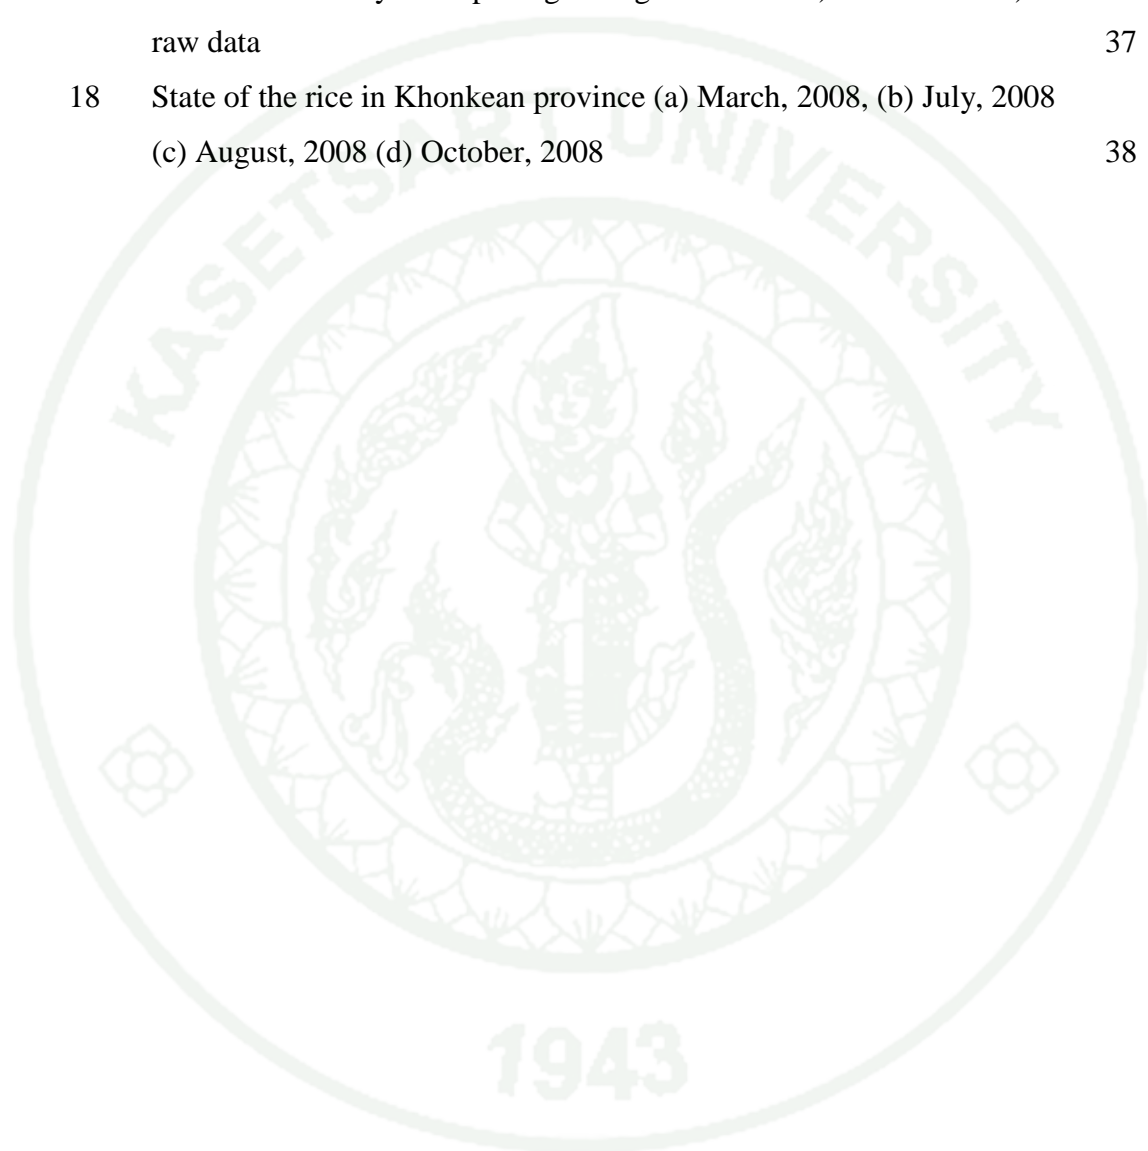 raw data 37
18 State of the rice in Khonkean province (a) March, 2008, (b) July, 2008
(c) August, 2008 (d) October, 2008 38
KASETSART UNIVERSITY
1943